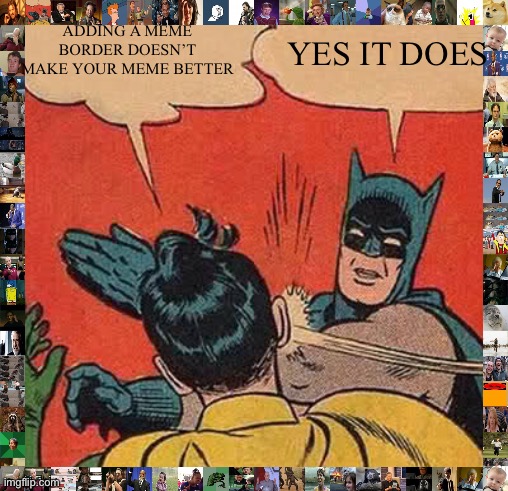 ADDING A MEME
BORDER DOESN'T
MAKE YOUR MEME BETTER
YES IT DOES
imgflip.com